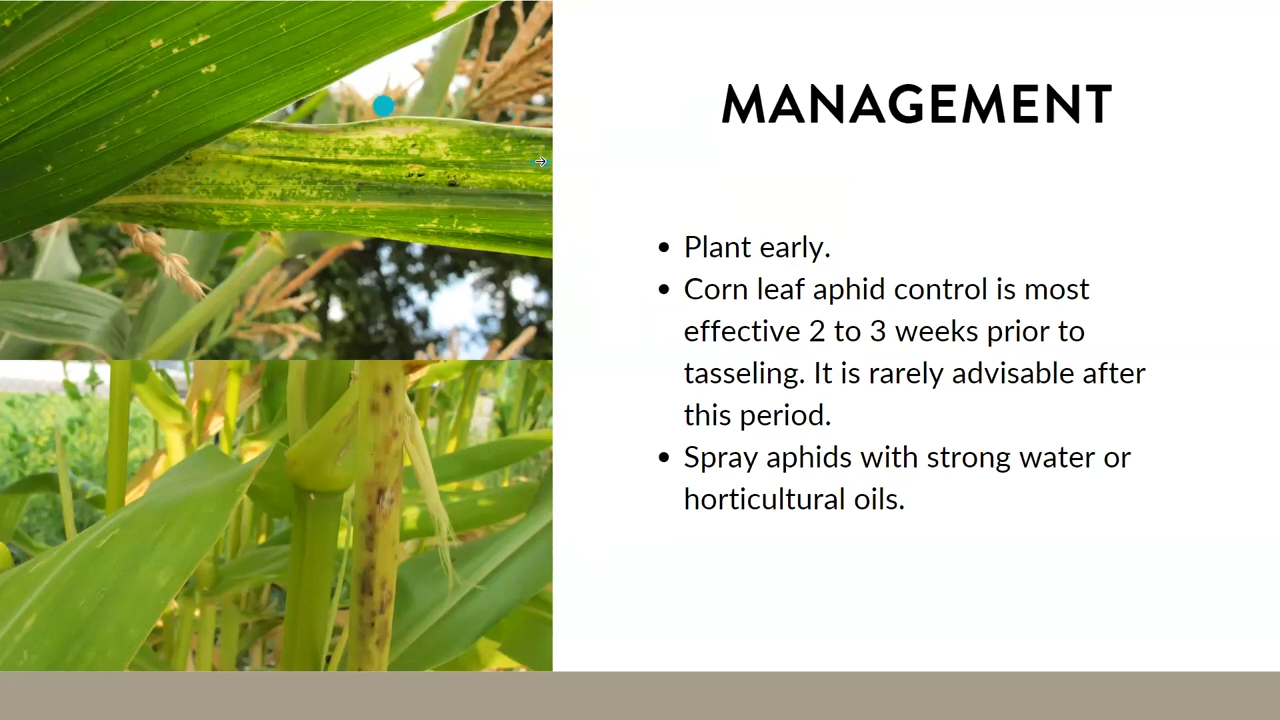 MANAGEMENT
• Plant early.
• Corn leaf aphid control is most
effective 2 to 3 weeks prior to
tasseling. It is rarely advisable after
this period.
• Spray aphids with strong water or
horticultural oils.